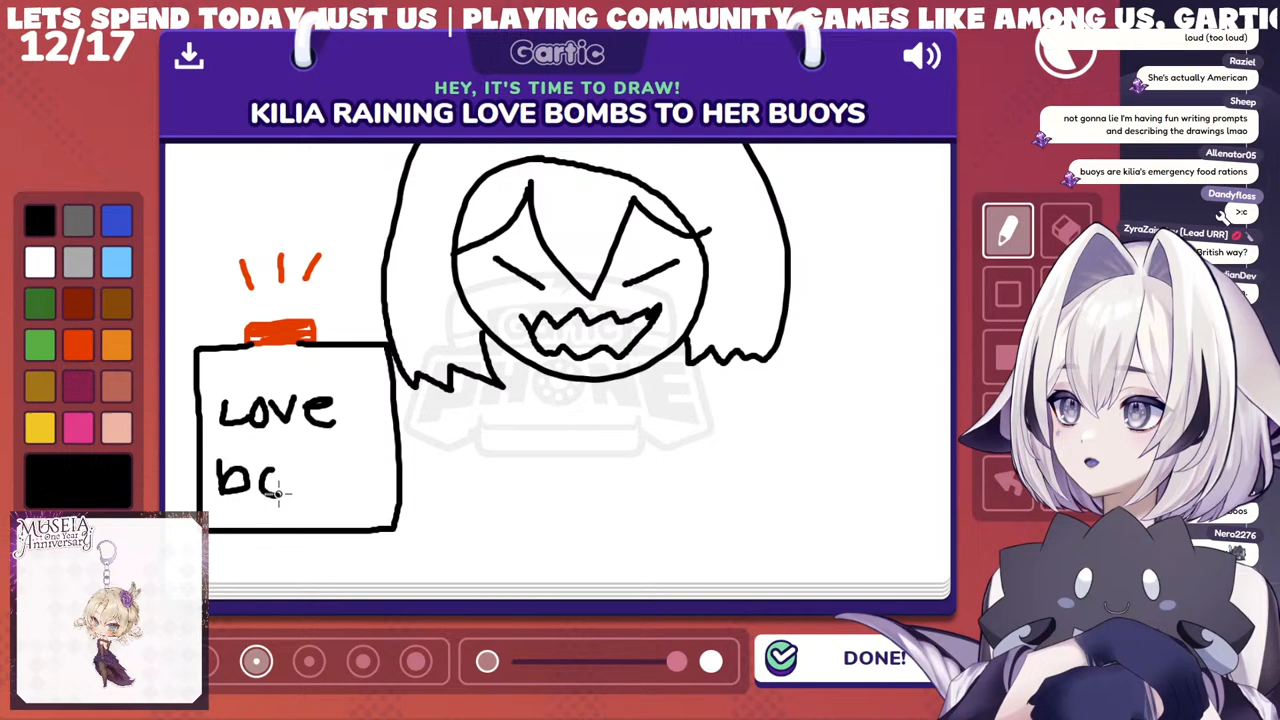 LETS SPEND TODAY JUST US | PLAYING COMMUNITY GAMES LIKE AMONG US, GARTIC
12/17
Gartic
HEY, IT'S TIME TO DRAW!
KILIA RAINING LOVE BOMBS TO HER BUOYS
loud (too loud)
Raziel
She's actually American
Sheep
not gonna lie I'm having fun writing prompts
and describing the drawings lmao
Allenator05
buoys are kilia's emergency food rations
Dandyfloss
>:c
[Lead URR]
British way?
Love
bo
PHONE
DONE!
MUSEIA
One Year
Anniversary
Nero2276